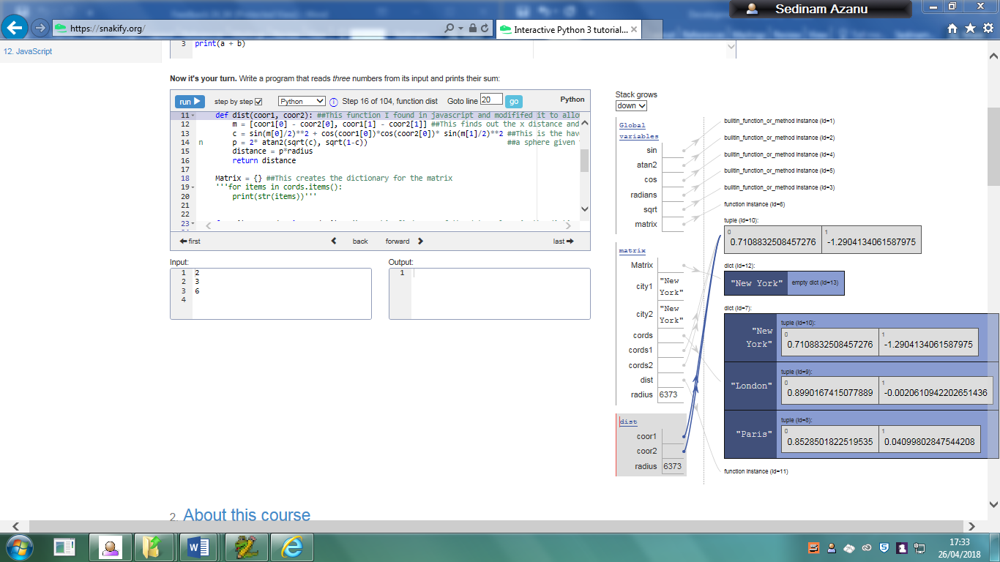 Sedinam Azanu
https://snakify.org/
Interactive Python 3 tutorial...
12. JavaScript
3 print(a + b)
Now it's your turn. Write a program that reads three numbers from its input and prints their sum:
run step by step Python Step 16 of 104, function dist Goto line 20 go Python
11 def dist(coor1, coor2): ##This function I found in javascript and modifified it to allo
12 m = [coor1[0] - coor2[0], coor1[1] - coor2[1]] ##This finds out the x distance and
13 c = sin(m[0]/2)**2 + cos(coor1[0])*cos(coor2[0])* sin(m[1]/2)**2 ##This is the hav
14 n p = 2* atan2(sqrt(c), sqrt(1-c)) ##a sphere given
15 distance = p*radius
16 return distance
17
18 Matrix = {} ##This creates the dictionary for the matrix
19 '''for items in cords.items():
20 print(str(items))'''
21
22
23
first back forward last
Input:
1 2
2 3
3 6
4
Output:
1
Stack grows
down
Global
variables
sin
atan2
cos
radians
sqrt
matrix
builtin_function_or_method instance (id=1)
builtin_function_or_method instance (id=2)
builtin_function_or_method instance (id=4)
builtin_function_or_method instance (id=5)
builtin_function_or_method instance (id=3)
function instance (id=6)
tuple (id=10):
0 1
0.7108832508457276 -1.2904134061587975
matrix
Matrix
city1 "New
York"
city2 "New
York"
cords
cords1
cords2
dist
radius 6373
dist
coor1
coor2
radius 6373
dict (id=12):
"New York" empty dict (id=13)
dict (id=7):
"New
York"
tuple (id=10):
0 1
0.7108832508457276 -1.2904134061587975
"London"
tuple (id=9):
0 1
0.8990167415077889 -0.0020610942202651436
"Paris"
tuple (id=8):
0 1
0.8528501822519535 0.04099802847544208
function instance (id=11)
2. About this course
17:33
26/04/2018